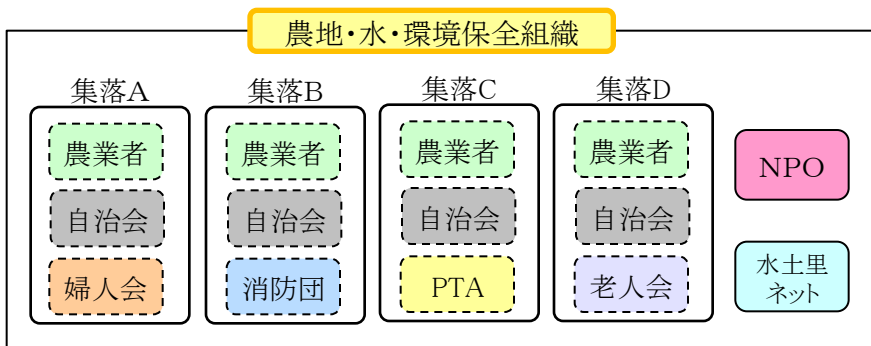 農地・水・環境保全組織
集落A
農業者
自治会
婦人会
集落B
農業者
自治会
消防団
集落C
農業者
自治会
PTA
集落D
農業者
自治会
老人会
NPO
水土里
ネット